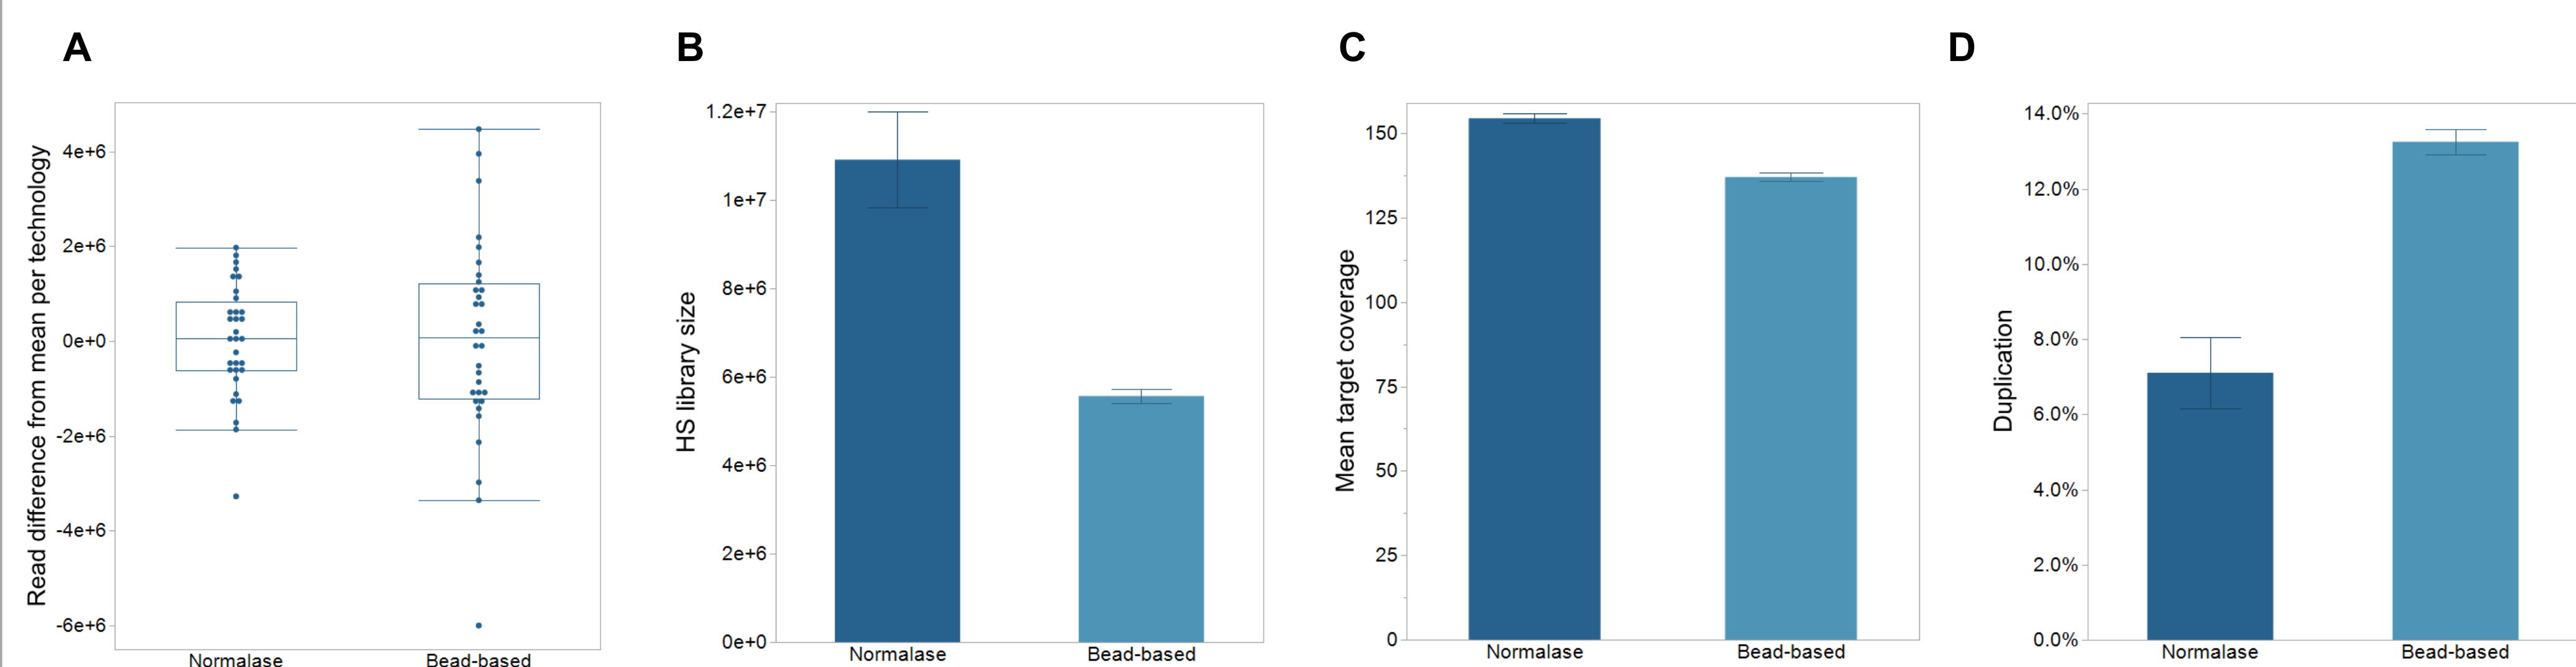 A
Read difference from mean per technology
4e+6
2e+6
0e+0
-2e+6
-4e+6
-6e+6
Normalase
Bead-based
B
HS library size
1.2e+7
1e+7
8e+6
6e+6
4e+6
2e+6
0e+0
Normalase
Bead-based
C
Mean target coverage
150
125
100
75
50
25
0
Normalase
Bead-based
D
Duplication
14.0%
12.0%
10.0%
8.0%
6.0%
4.0%
2.0%
0.0%
Normalase
Bead-based